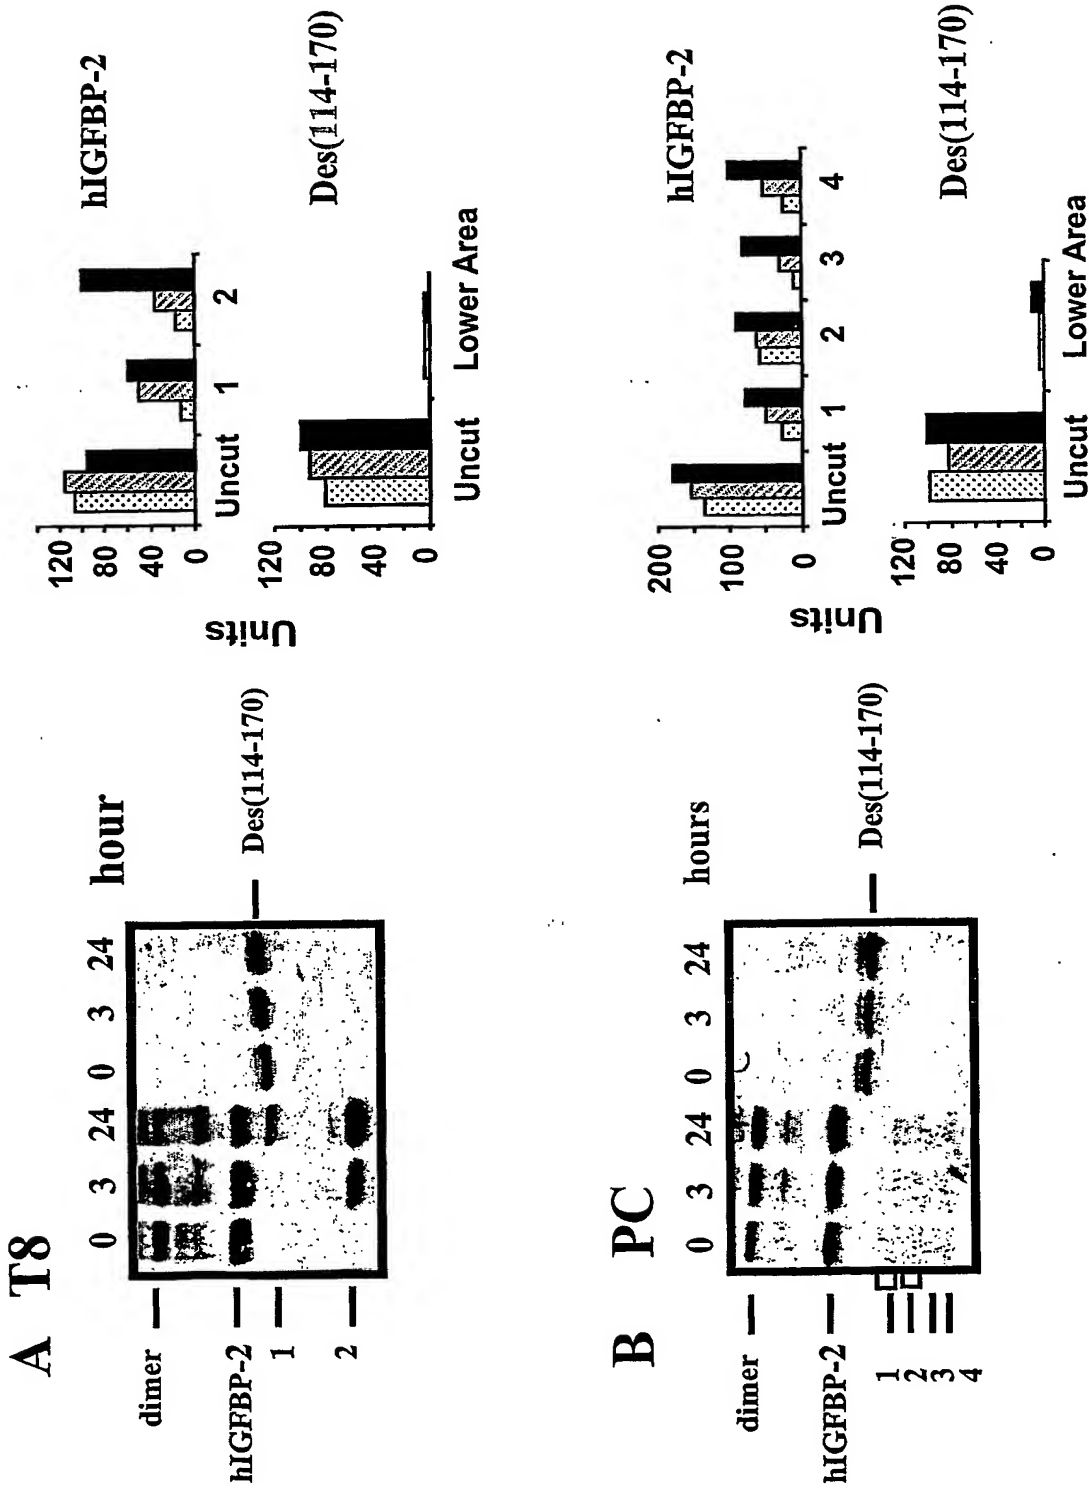 A T8
0 3 24 0 3 24 hour
dimer
hIGFBP-2
1
2
Des(114-170)
Units
120
80
40
0
Uncut 1 2
hIGFBP-2
120
80
40
0
Uncut Lower Area
Des(114-170)
B PC
0 3 24 0 3 24 hours
dimer
hIGFBP-2
1
2
3
4
Des(114-170)
Units
200
100
0
Uncut 1 2 3 4
hIGFBP-2
120
80
40
0
Uncut Lower Area
Des(114-170)